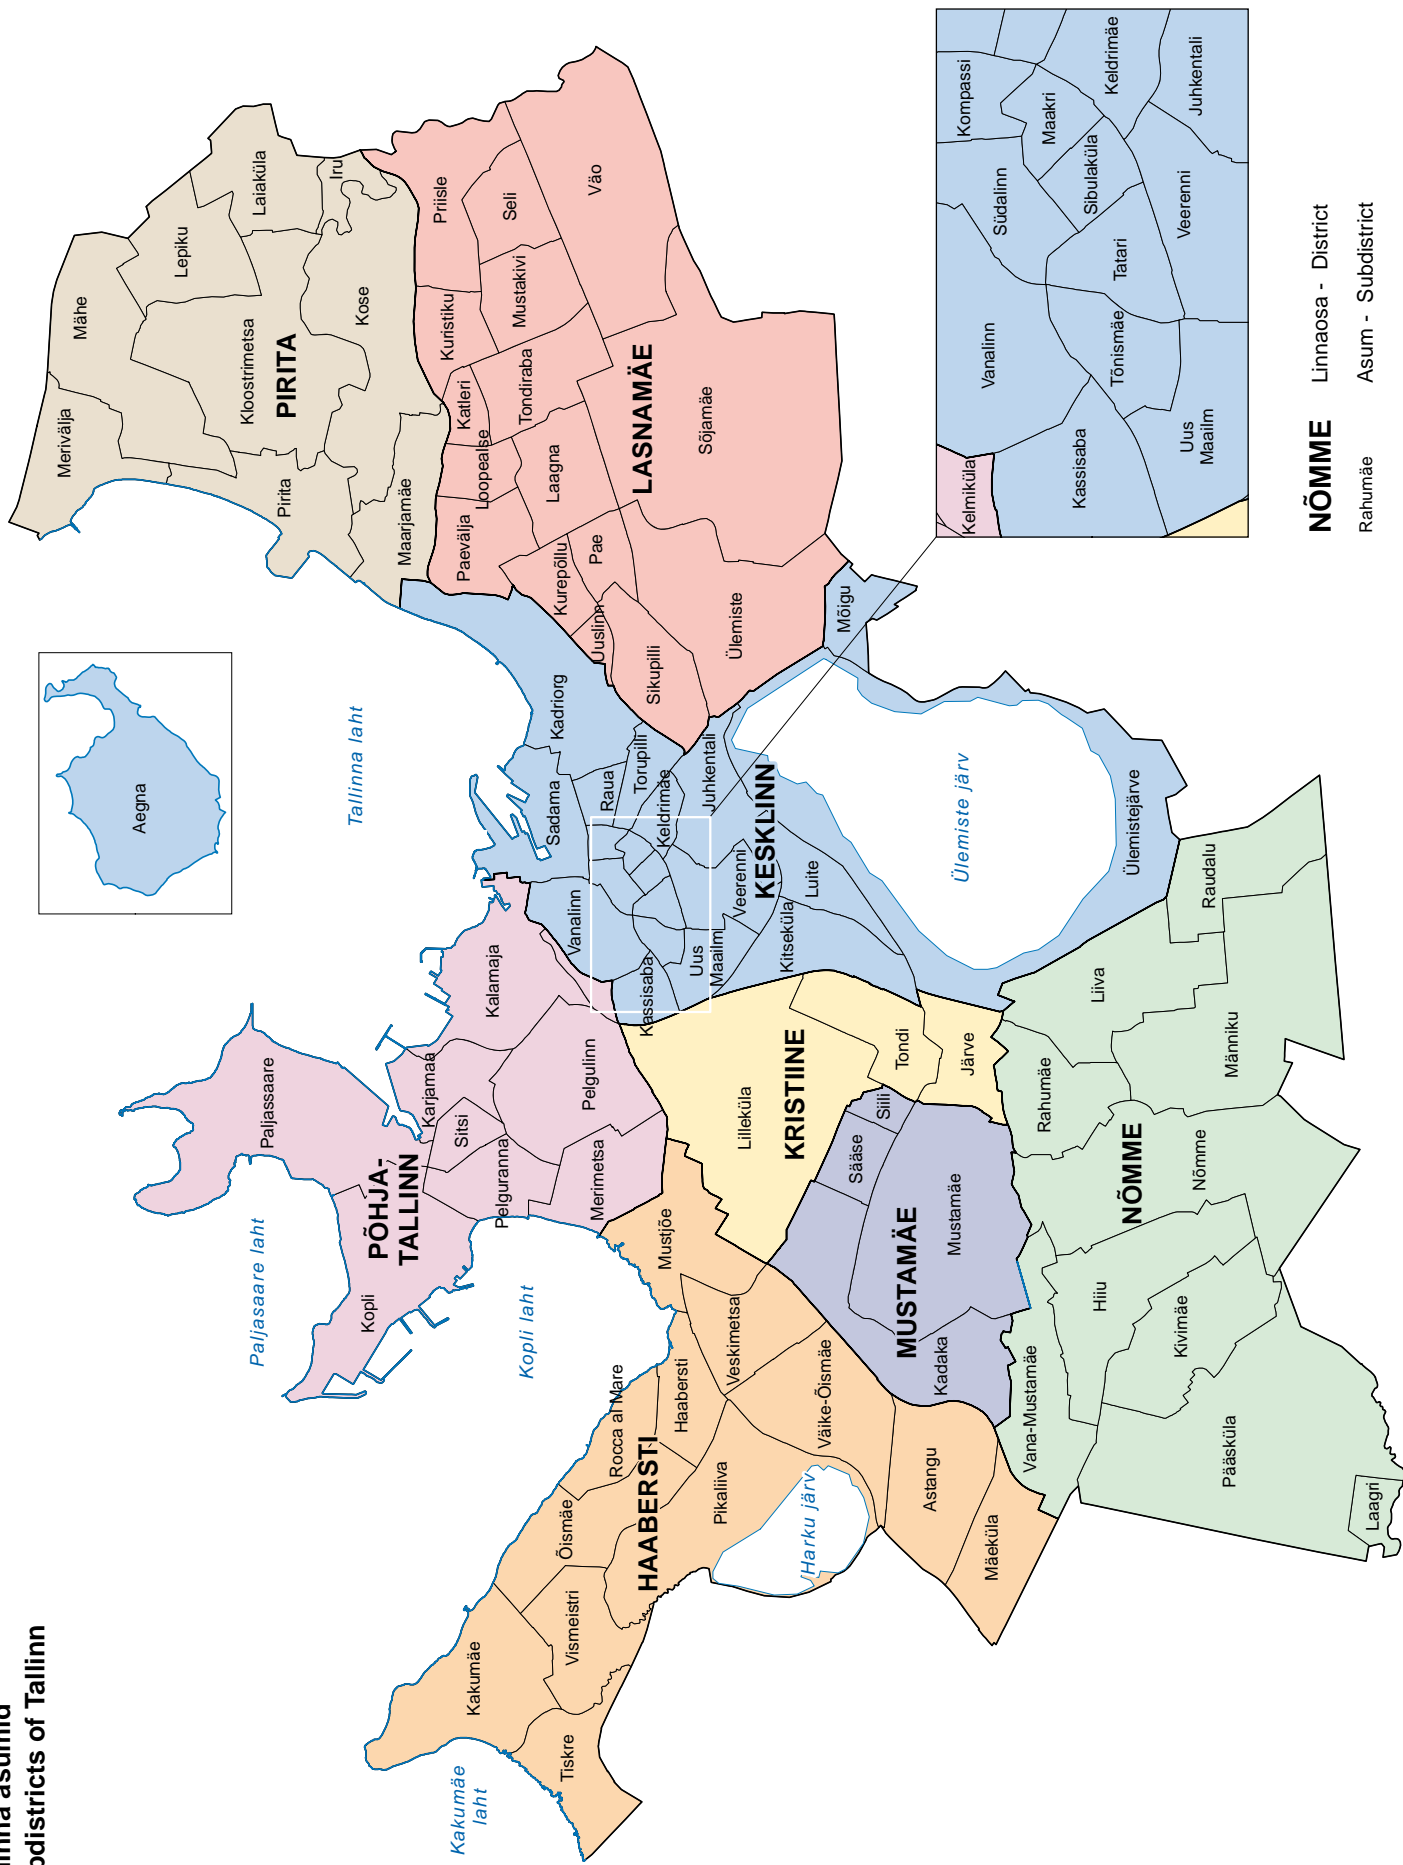 asumid
districts of Tallinn
Aegna
Tallinna laht
Paljasaare laht
Kopli laht
Kakumäe
laht
Harku järv
Ülemiste järv
PIRITA
Merivälja
Mähe
Lepiku
Laiaküla
Iru
Kloostrimetsa
Kose
Pirita
Maarjamäe
LASNAMÄE
Priisle
Seli
Väo
Kuristiku
Mustakivi
Katleri
Tondiraba
Loopealse
Laagna
Paevälja
Kurepõllu
Pae
Uuslinn
Sikupilli
Ülemiste
Sõjamäe
KESKLINN
Kadriorg
Sadama
Raua
Torupilli
Keldrimäe
Juhkentali
Vanalinn
Kassisaba
Uus
Maailm
Veerenni
Kitseküla
Luite
Mõigu
Ülemistejärve
PÕHJA-
TALLINN
Paljassaare
Kopli
Karjamaa
Sitsi
Pelguranna
Merimetsa
Pelgulinn
Kalamaja
KRISTIINE
Lilleküla
Tondi
Järve
MUSTAMÄE
Siili
Sääse
Mustamäe
Kadaka
HAABERSTI
Mustjõe
Veskimetsa
Haabersti
Rocca al Mare
Väike-Õismäe
Pikaliiva
Õismäe
Vismeistri
Kakumäe
Tiskre
Astangu
Mäeküla
NÕMME
Raudalu
Liiva
Männiku
Rahumäe
Nõmme
Hiiu
Kivimäe
Vana-Mustamäe
Pääsküla
Laagri
Kelmiküla
Vanalinn
Südalinn
Kompassi
Maakri
Keldrimäe
Sibulaküla
Juhkentali
Tatari
Veerenni
Tõnismäe
Kassisaba
Uus
Maailm
NÕMME Linnaosa - District
Rahumäe Asum - Subdistrict